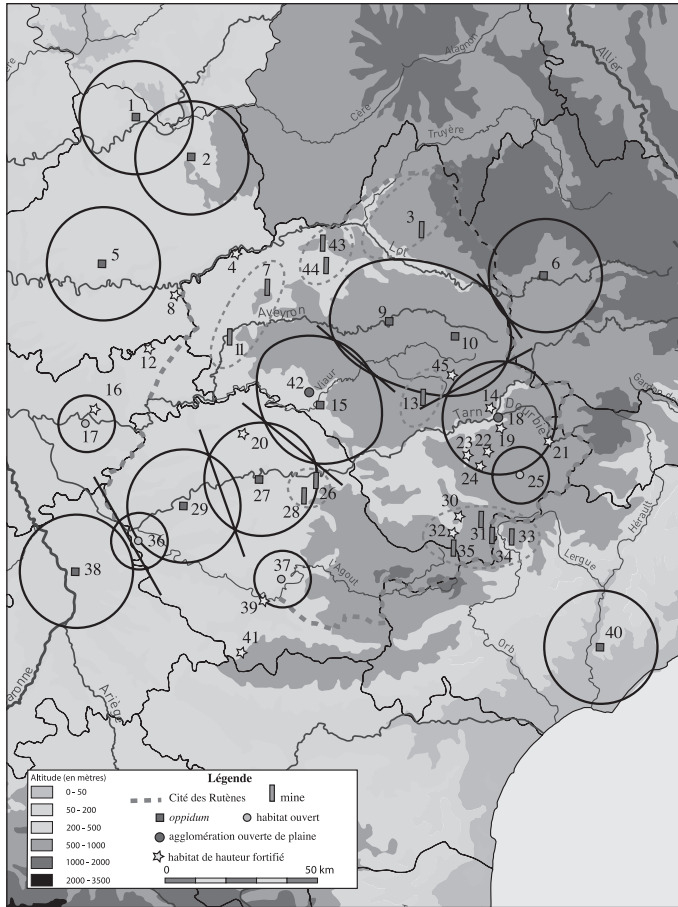 Allier
Alagnon
Cère
Truyère
1
2
3
Lot
43
4
44
7
5
6
8
Aveyron
9
10
11
12
45
42
Viaur
16
15
13
14
Tarn
Dourbie
18
17
20
19
22
23
21
24
25
27
26
28
29
30
31
33
32
34
35
36
Hérault
Lergue
38
37
l'Agout
39
40
41
Orb
Ariège
Altitude (en mètres)
0 - 50
50 - 200
200 - 500
500 - 1000
1000 - 2000
2000 - 3500
Légende
Cité des Rutènes
mine
oppidum
habitat ouvert
agglomération ouverte de plaine
habitat de hauteur fortifié
0 50 km